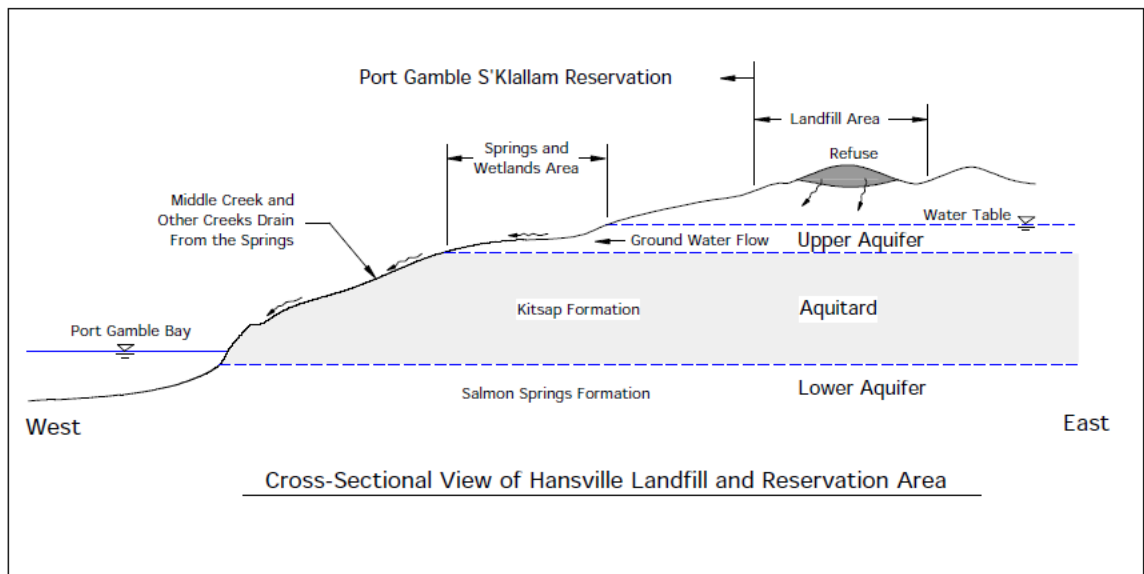 Port Gamble S'Klallam Reservation
Landfill Area
Springs and
Wetlands Area
Refuse
Middle Creek and
Other Creeks Drain
From the Springs
Water Table
Ground Water Flow
Upper Aquifer
Kitsap Formation
Aquitard
Port Gamble Bay
Salmon Springs Formation
Lower Aquifer
West
East
Cross-Sectional View of Hansville Landfill and Reservation Area